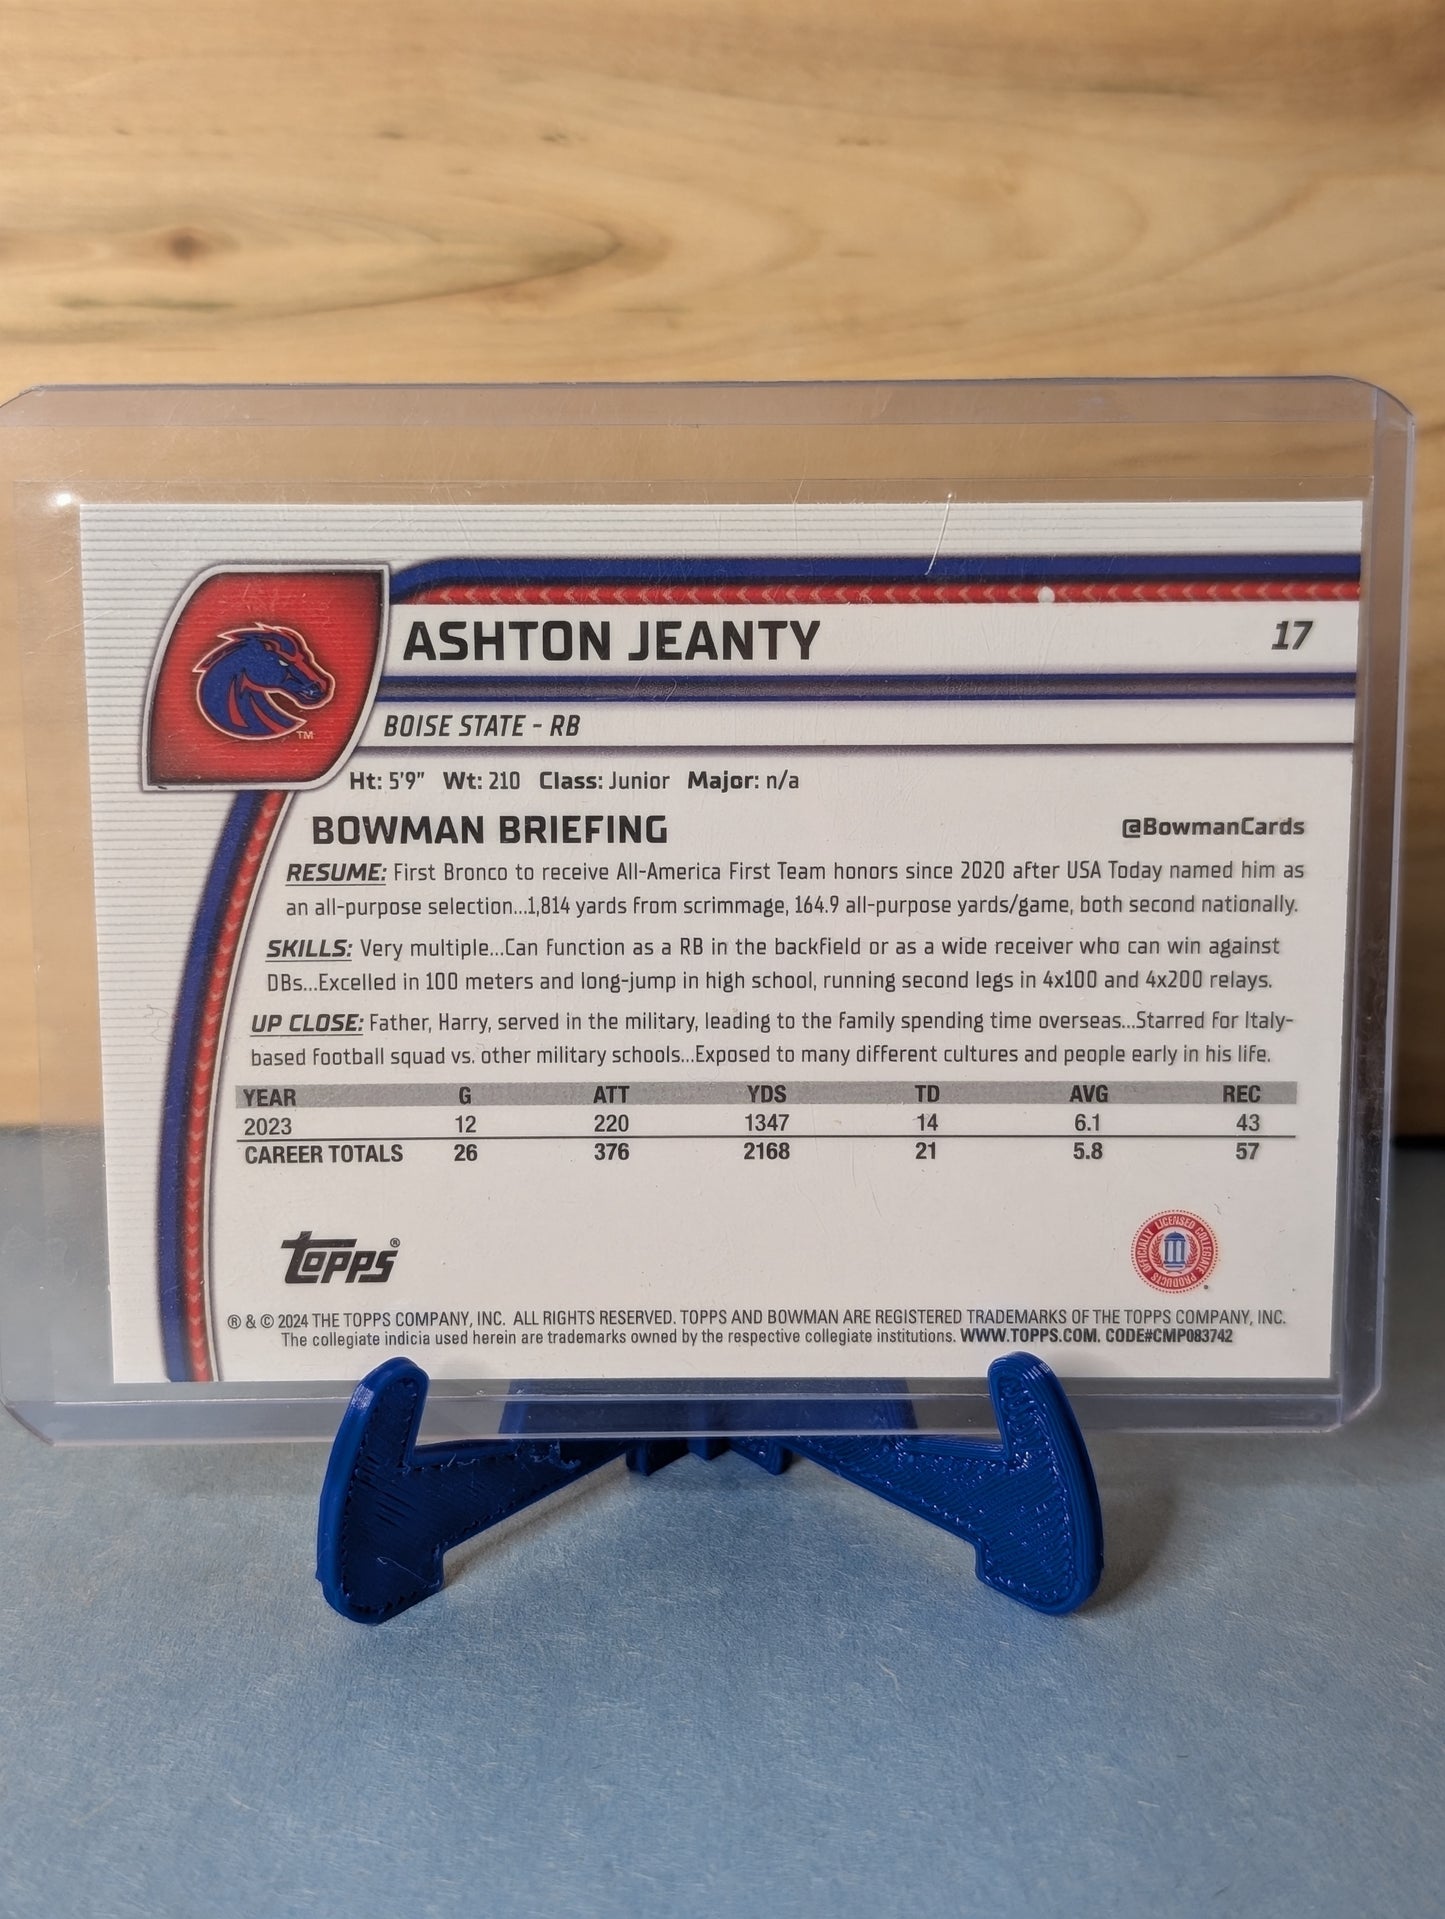 ASHTON JEANTY
17
BOISE STATE - RB
TM
Ht: 5'9" Wt: 210 Class: Junior Major: n/a
BOWMAN BRIEFING
@BowmanCards
RESUME: First Bronco to receive All-America First Team honors since 2020 after USA Today named him as
an all-purpose selection...1,814 yards from scrimmage, 164.9 all-purpose yards/game, both second nationally.
SKILLS: Very multiple...Can function as a RB in the backfield or as a wide receiver who can win against
DBs...Excelled in 100 meters and long-jump in high school, running second legs in 4x100 and 4x200 relays.
UP CLOSE: Father, Harry, served in the military, leading to the family spending time overseas...Starred for Italy-
based football squad vs. other military schools...Exposed to many different cultures and people early in his life.
YEAR G ATT YDS TD AVG REC
2023 12 220 1347 14 6.1 43
CAREER TOTALS 26 376 2168 21 5.8 57
Topps®
OFFICIALLY LICENSED COLLEGIATE PRODUCTS
® & © 2024 THE TOPPS COMPANY, INC. ALL RIGHTS RESERVED. TOPPS AND BOWMAN ARE REGISTERED TRADEMARKS OF THE TOPPS COMPANY, INC.
The collegiate indicia used herein are trademarks owned by the respective collegiate institutions. WWW.TOPPS.COM. CODE#CMP083742